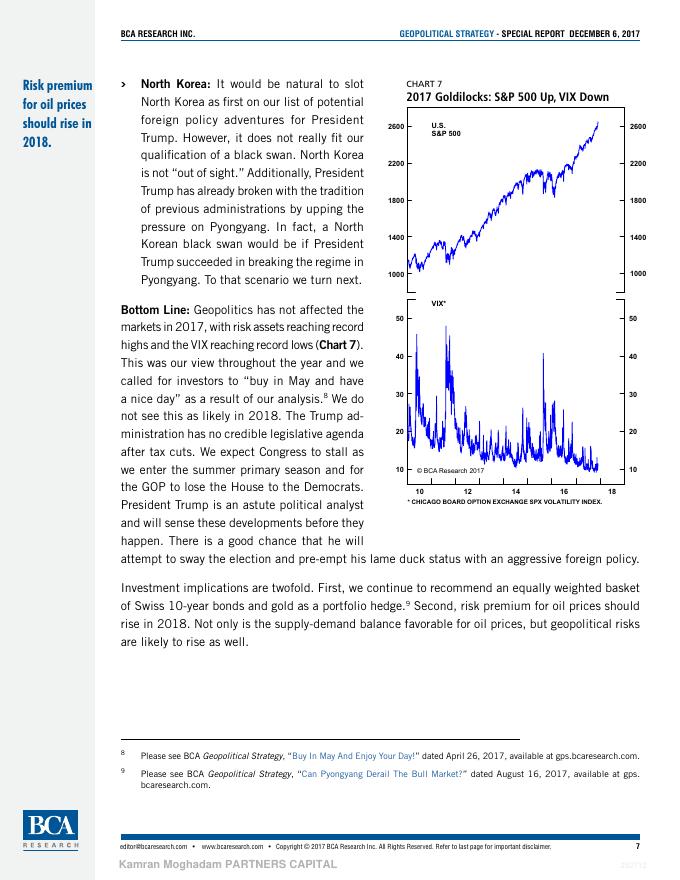 BCA RESEARCH INC.
GEOPOLITICAL STRATEGY - SPECIAL REPORT DECEMBER 6, 2017
Risk premium
for oil prices
should rise in
2018.
› North Korea: It would be natural to slot
North Korea as first on our list of potential
foreign policy adventures for President
Trump. However, it does not really fit our
qualification of a black swan. North Korea
is not “out of sight.” Additionally, President
Trump has already broken with the tradition
of previous administrations by upping the
pressure on Pyongyang. In fact, a North
Korean black swan would be if President
Trump succeeded in breaking the regime in
Pyongyang. To that scenario we turn next.
Bottom Line: Geopolitics has not affected the
markets in 2017, with risk assets reaching record
highs and the VIX reaching record lows (Chart 7).
This was our view throughout the year and we
called for investors to “buy in May and have
a nice day” as a result of our analysis.8 We do
not see this as likely in 2018. The Trump ad-
ministration has no credible legislative agenda
after tax cuts. We expect Congress to stall as
we enter the summer primary season and for
the GOP to lose the House to the Democrats.
President Trump is an astute political analyst
and will sense these developments before they
happen. There is a good chance that he will
attempt to sway the election and pre-empt his lame duck status with an aggressive foreign policy.
CHART 7
2017 Goldilocks: S&P 500 Up, VIX Down
U.S.
S&P 500
2600 2600
2200 2200
1800 1800
1400 1400
1000 1000
VIX*
50 50
40 40
30 30
20 20
10 10
© BCA Research 2017
10 12 14 16 18
* CHICAGO BOARD OPTION EXCHANGE SPX VOLATILITY INDEX.
Investment implications are twofold. First, we continue to recommend an equally weighted basket
of Swiss 10-year bonds and gold as a portfolio hedge.9 Second, risk premium for oil prices should
rise in 2018. Not only is the supply-demand balance favorable for oil prices, but geopolitical risks
are likely to rise as well.
8 Please see BCA Geopolitical Strategy, “Buy In May And Enjoy Your Day!” dated April 26, 2017, available at gps.bcaresearch.com.
9 Please see BCA Geopolitical Strategy, “Can Pyongyang Derail The Bull Market?” dated August 16, 2017, available at gps.
bcaresearch.com.
BCA
RESEARCH
editor@bcaresearch.com • www.bcaresearch.com • Copyright © 2017 BCA Research Inc. All Rights Reserved. Refer to last page for important disclaimer.
7
Kamran Moghadam PARTNERS CAPITAL